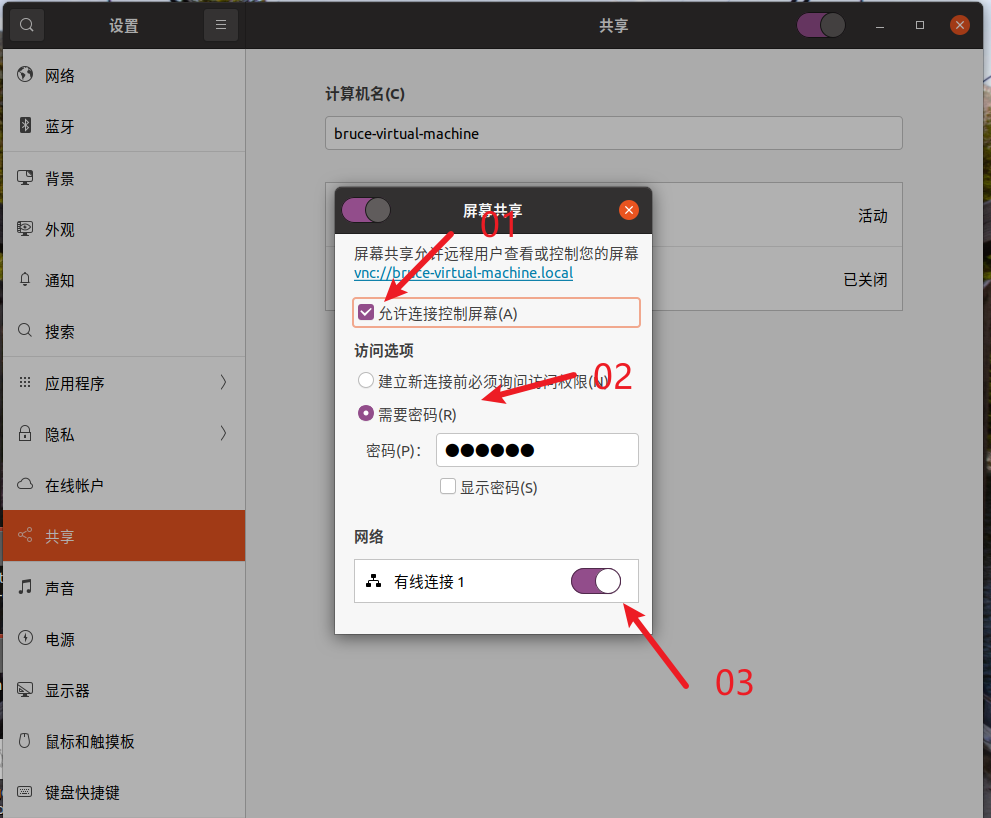 设置
共享
网络
蓝牙
背景
外观
通知
搜索
应用程序
隐私
在线帐户
共享
声音
电源
显示器
鼠标和触摸板
键盘快捷键
计算机名(C)
bruce-virtual-machine
活动
已关闭
屏幕共享
01
屏幕共享允许远程用户查看或控制您的屏幕
vnc://bruce-virtual-machine.local
允许连接控制屏幕(A)
访问选项
建立新连接前必须询问访问权限(N)
02
需要密码(R)
密码(P)：
●●●●●●
显示密码(S)
网络
有线连接 1
03